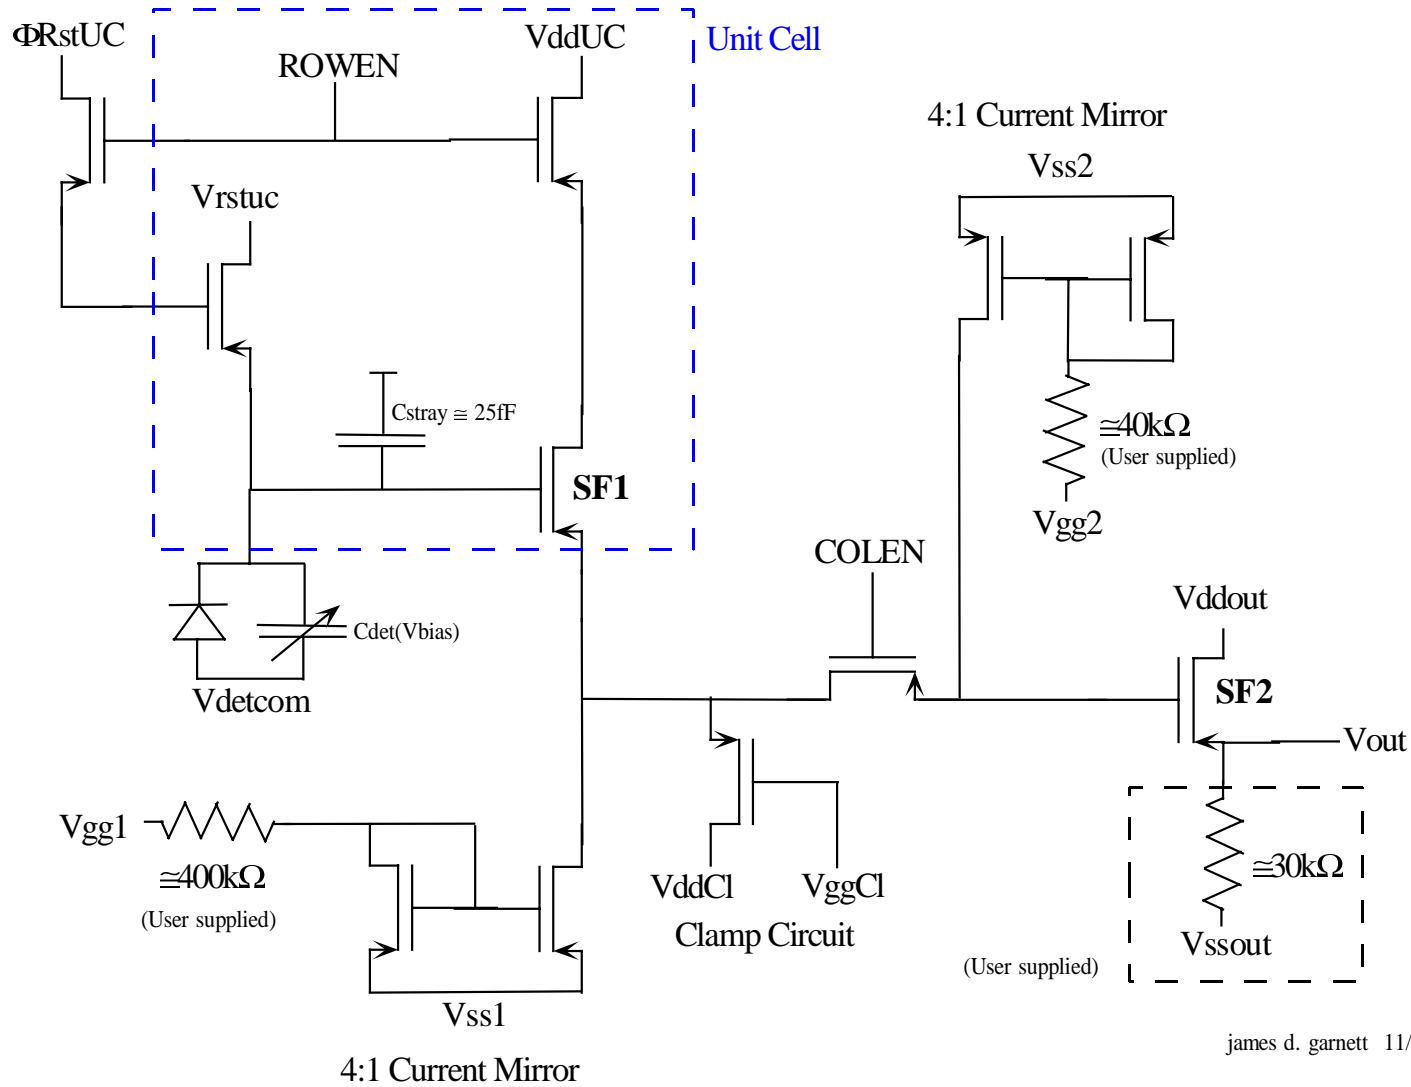 ΦRstUC
VddUC
Unit Cell
ROWEN
4:1 Current Mirror
Vss2
Vrstuc
Cstray ≅ 25fF
≅40kΩ
(User supplied)
SF1
Vgg2
COLEN
Vddout
Cdet(Vbias)
Vdetcom
SF2
Vout
Vgg1
≅400kΩ
(User supplied)
VddCl
VggCl
Clamp Circuit
≅30kΩ
Vssout
(User supplied)
Vss1
4:1 Current Mirror
james d. garnett 11/